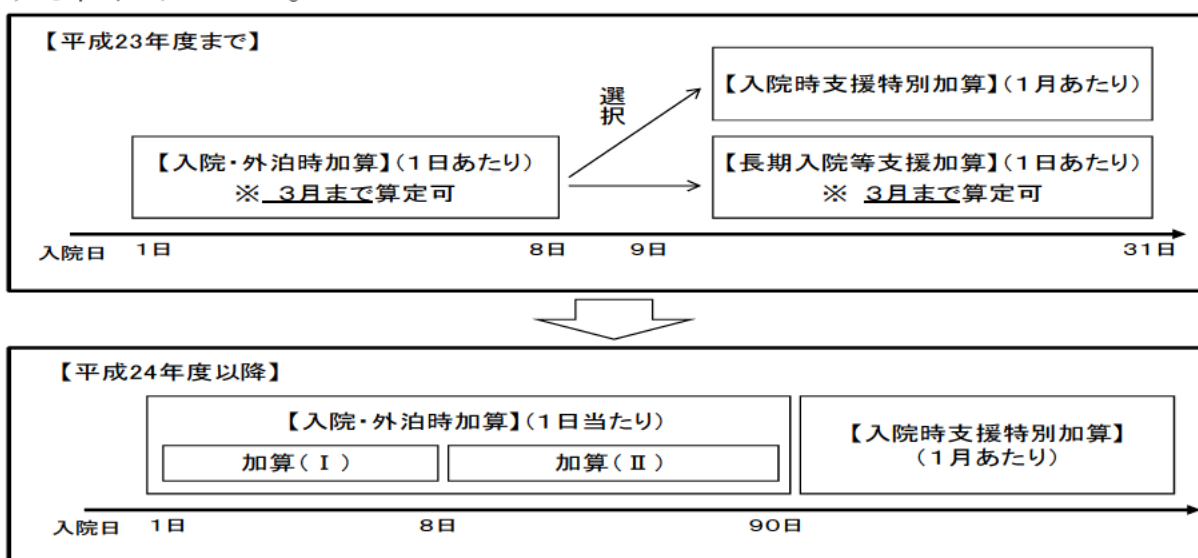 【平成23年度まで】
【入院時支援特別加算】(1月あたり)
選択
【入院・外泊時加算】(1日あたり)
※ 3月まで算定可
【長期入院等支援加算】(1日あたり)
※ 3月まで算定可
入院日 1日 8日 9日 31日
【平成24年度以降】
【入院・外泊時加算】(1日当たり)
加算(Ⅰ) 加算(Ⅱ)
【入院時支援特別加算】
(1月あたり)
入院日 1日 8日 90日